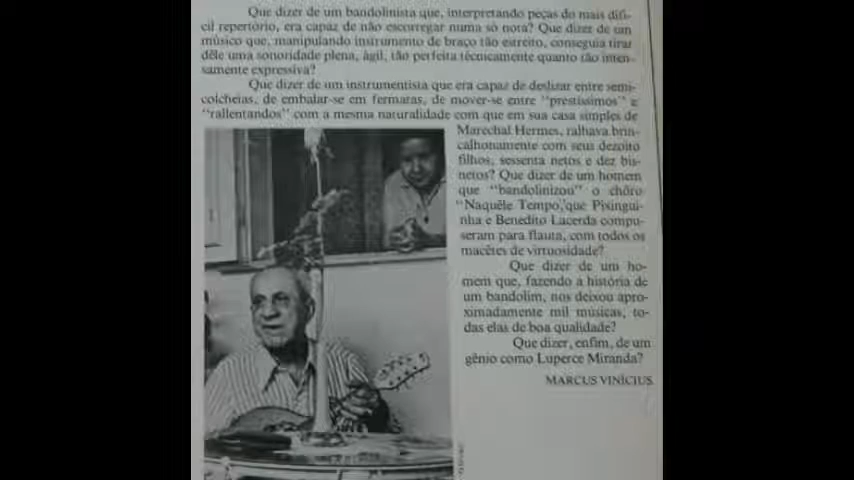 Que dizer de um bandolinista que, interpretando peças do mais difí-
cil repertório, era capaz de não escorregar numa só nota? Que dizer de um
músico que, manipulando instrumento de braço tão estreito, conseguia tirar
dêle uma sonoridade plena, ágil, tão perfeita técnicamente quanto tão inten-
samente expressiva?
Que dizer de um instrumentista que era capaz de deslizar entre semi-
colcheias, de embalar-se em fermatas, de mover-se entre "prestíssimos" e
"rallentandos" com a mesma naturalidade com que em sua casa simples de
Marechal Hermes, ralhava brin-
calhonamente com seus dezoito
filhos, sessenta netos e dez bis-
netos? Que dizer de um homem
que "bandolinizou" o chôro
"Naquêle Tempo," que Pixingui-
nha e Benedito Lacerda compu-
seram para flauta, com todos os
macêtes de virtuosidade?
Que dizer de um ho-
mem que, fazendo a história de
um bandolim, nos deixou apro-
ximadamente mil músicas, to-
das elas de boa qualidade?
Que dizer, enfim, de um
gênio como Luperce Miranda?
MARCUS VINÍCIUS